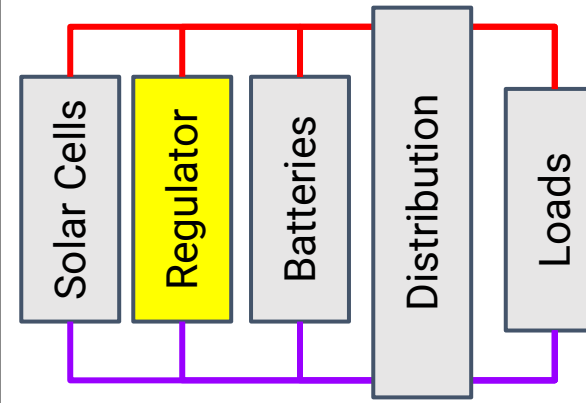 Solar Cells
Regulator
Batteries
Distribution
Loads